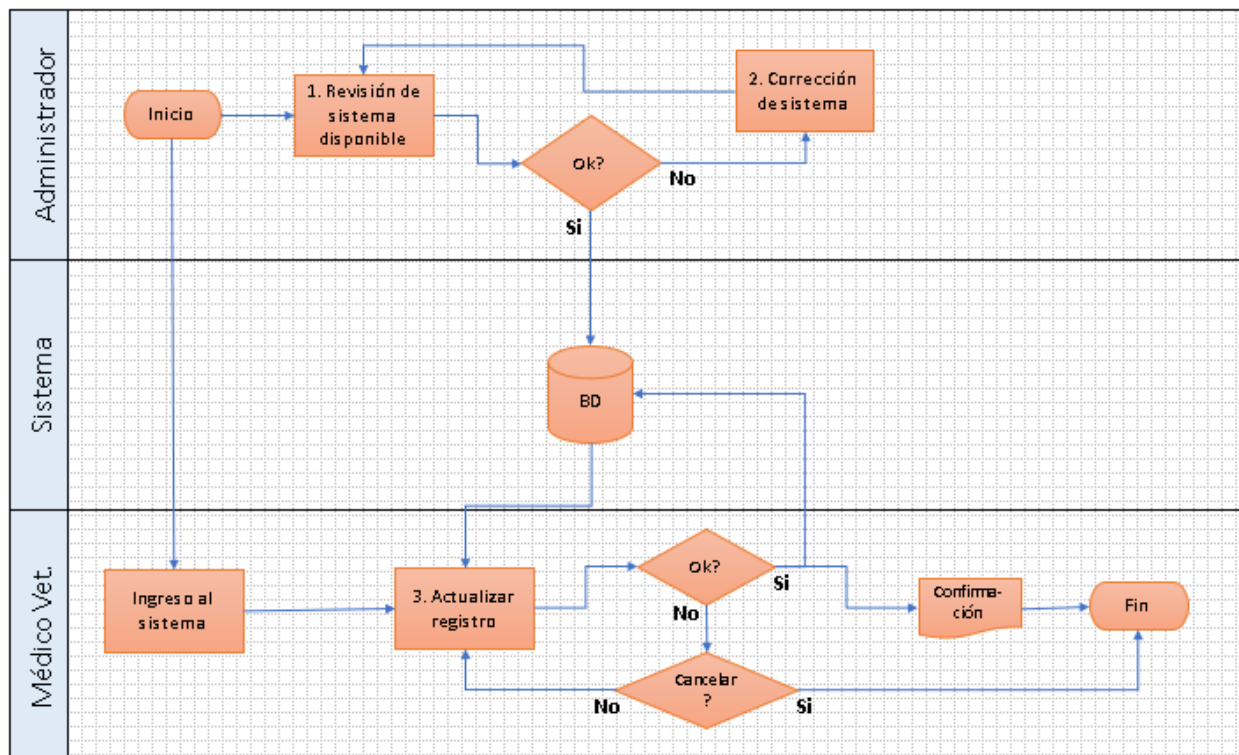 Administrador
Inicio
1. Revisión de
sistema
disponible
Ok?
No
Si
2. Corrección
de sistema
Sistema
BD
Médico Vet.
Ingreso al
sistema
3. Actualizar
registro
Ok?
Si
No
Cancelar
?
No
Si
Confirma-
ción
Fin